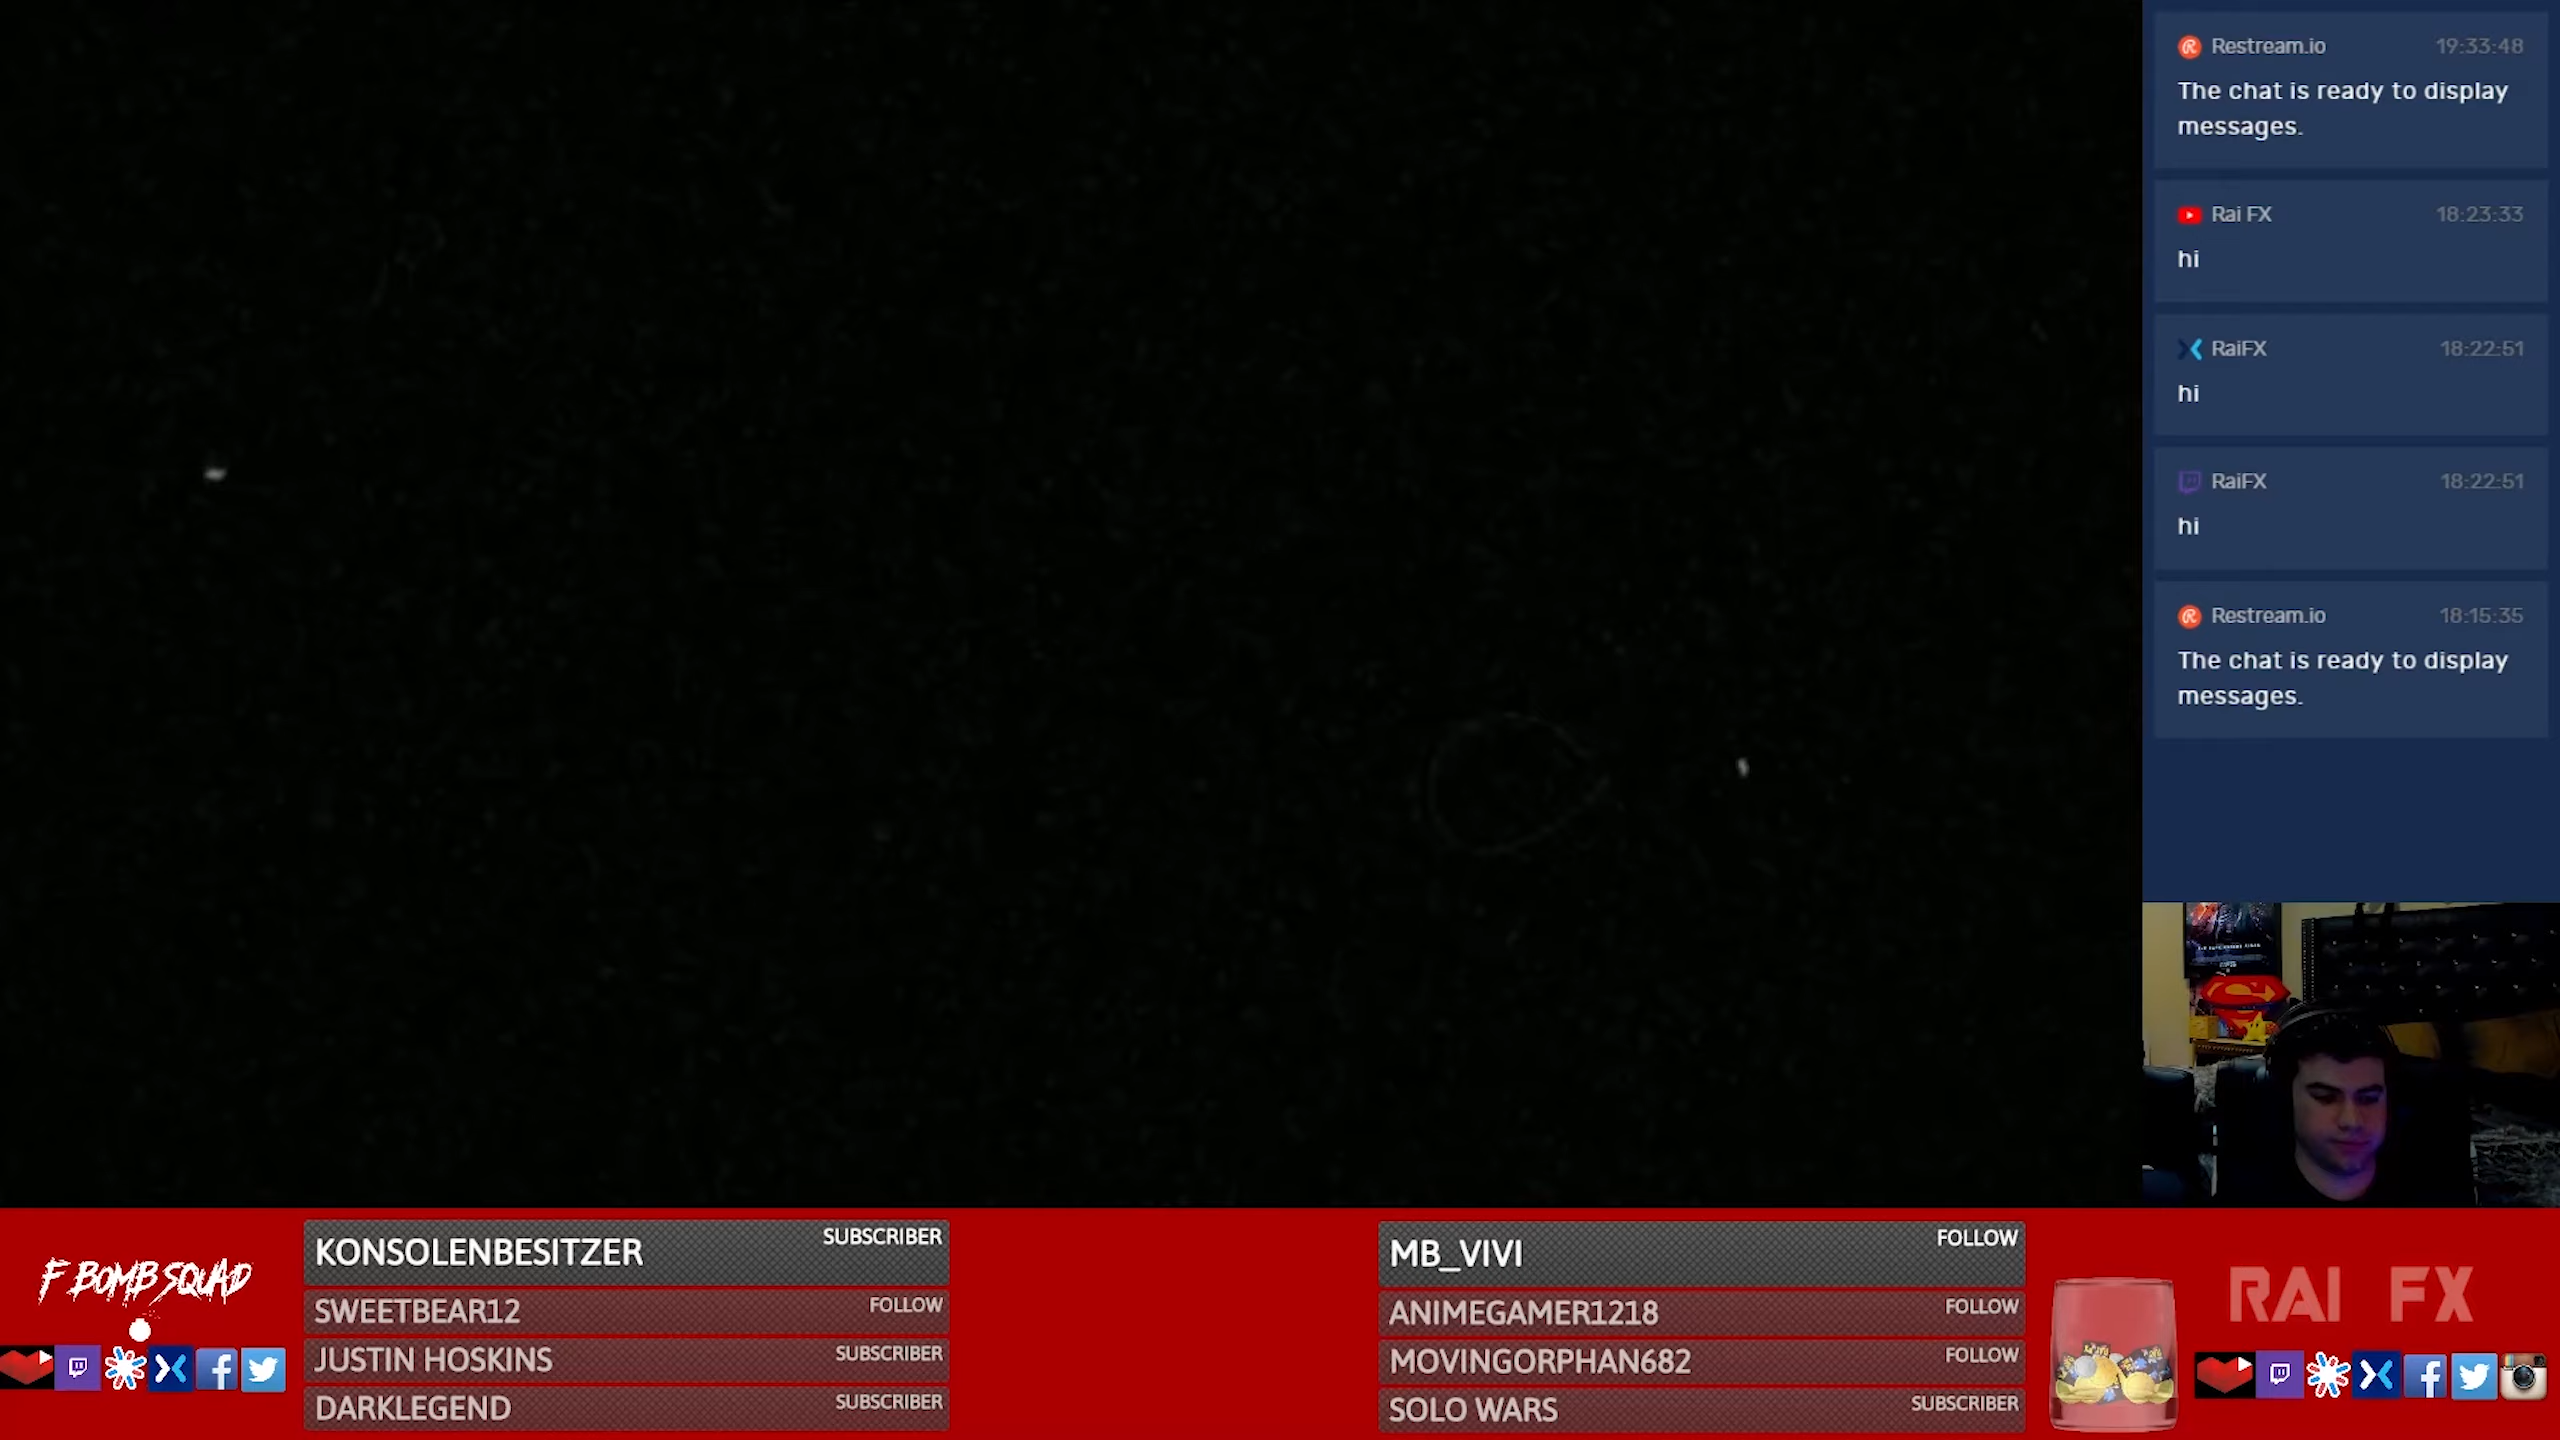 Restream.io 19:33:48
The chat is ready to display
messages.
Rai FX 18:23:33
hi
RaiFX 18:22:51
hi
RaiFX 18:22:51
hi
Restream.io 18:15:35
The chat is ready to display
messages.
F BOMB SQUAD
KONSOLENBESITZER SUBSCRIBER
SWEETBEAR12 FOLLOW
JUSTIN HOSKINS SUBSCRIBER
DARKLEGEND SUBSCRIBER
MB_VIVI FOLLOW
ANIMEGAMER1218 FOLLOW
MOVINGORPHAN682 FOLLOW
SOLO WARS SUBSCRIBER
RAI FX